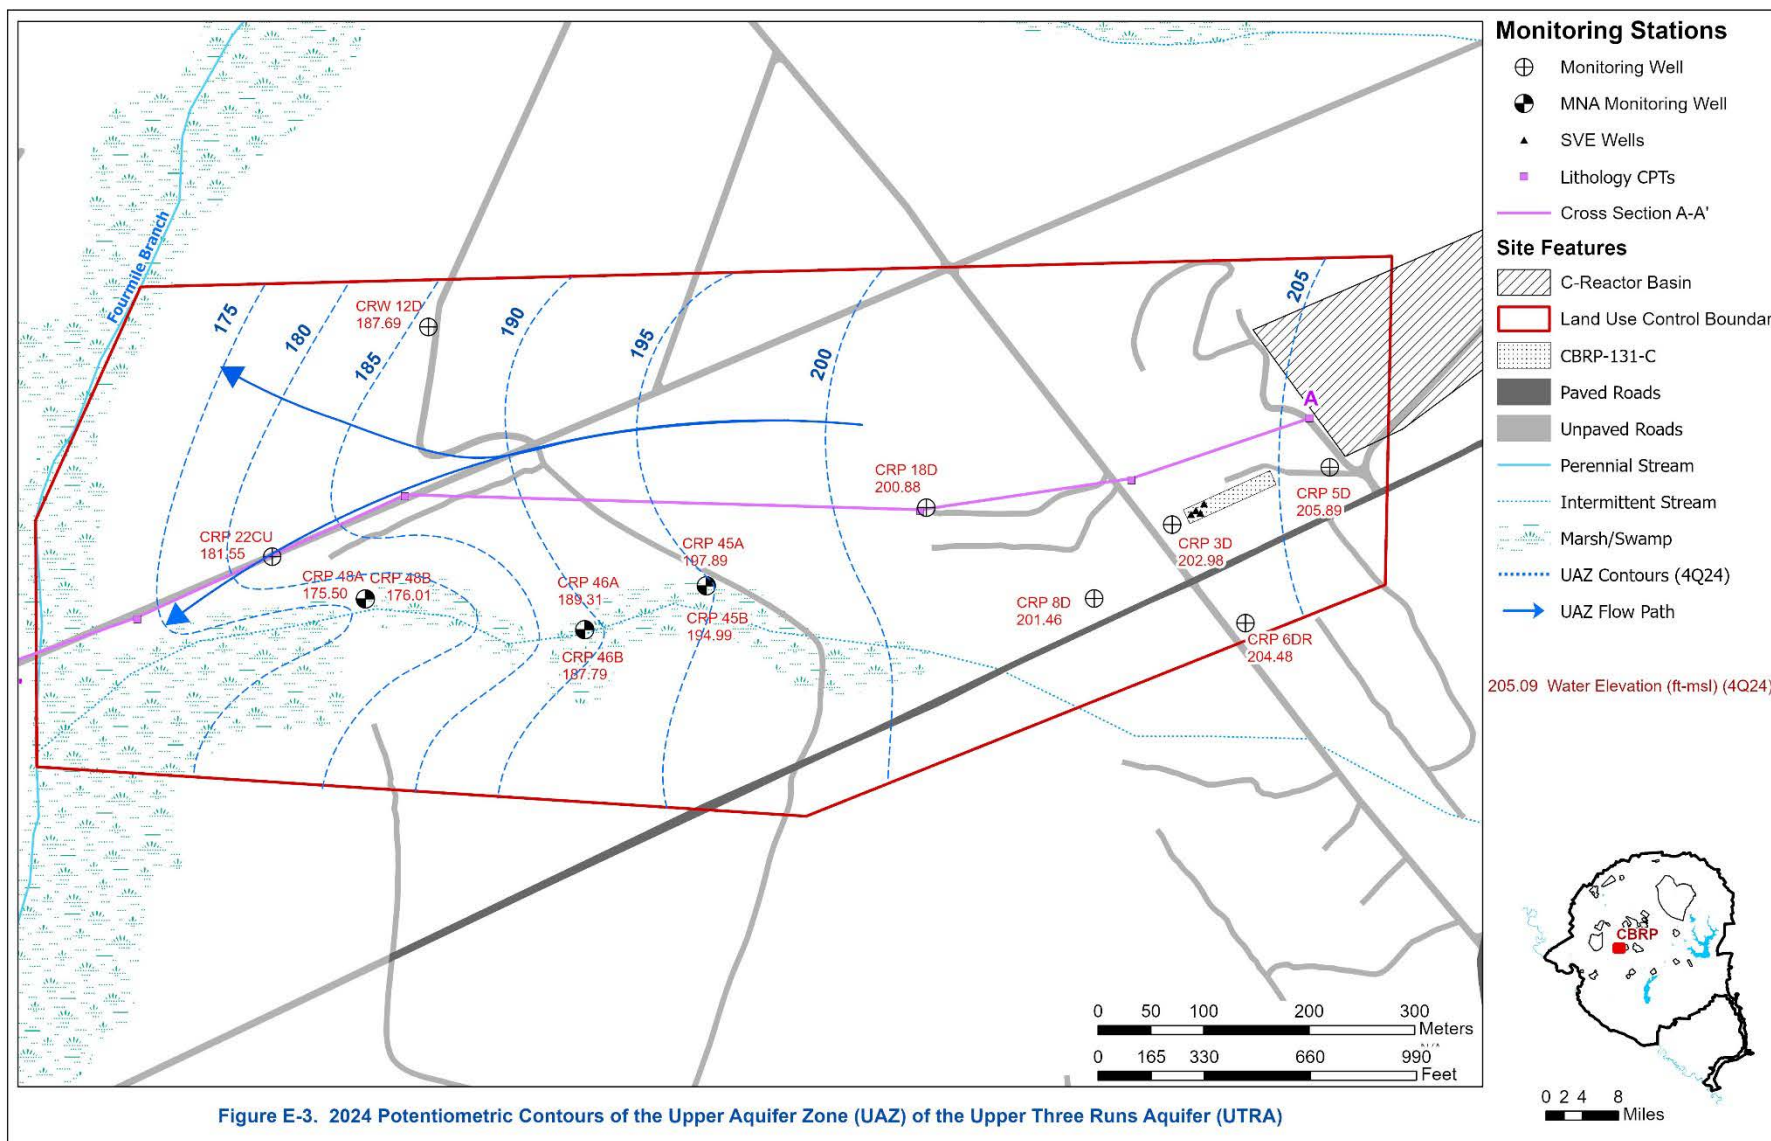 Fourmile Branch
175
180
185
190
195
200
205
CRW 12D
187.69
CRP 22CU
181.55
CRP 48A
175.50
CRP 48B
176.01
CRP 46A
189.31
CRP 46B
187.79
CRP 45A
197.89
CRP 45B
194.99
CRP 18D
200.88
CRP 8D
201.46
CRP 3D
202.98
CRP 6DR
204.48
CRP 5D
205.89
A
0 50 100 200 300
Meters
0 165 330 660 990
Feet
Monitoring Stations
Monitoring Well
MNA Monitoring Well
SVE Wells
Lithology CPTs
Cross Section A-A'
Site Features
C-Reactor Basin
Land Use Control Boundar
CBRP-131-C
Paved Roads
Unpaved Roads
Perennial Stream
Intermittent Stream
Marsh/Swamp
UAZ Contours (4Q24)
UAZ Flow Path
205.09 Water Elevation (ft-msl) (4Q24)
CBRP
0 2 4 8
Miles
Figure E-3. 2024 Potentiometric Contours of the Upper Aquifer Zone (UAZ) of the Upper Three Runs Aquifer (UTRA)